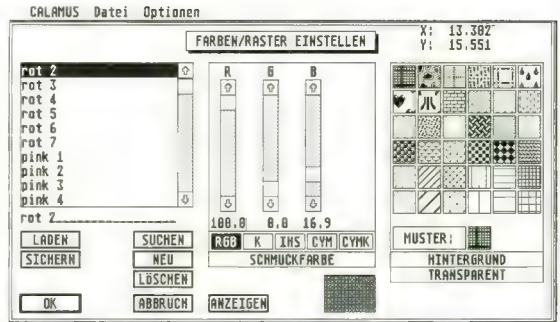 CALAMUS Datei Optionen
FARBEN/RASTER EINSTELLEN
X: 13.302
Y: 15.551
rot 2
rot 3
rot 4
rot 5
rot 6
rot 7
pink 1
pink 2
pink 3
pink 4
rot 2
R G B
100.0 0.0 16.9
RGB K IHS CYM CYMK
SCHMUCKFARBE
LADEN
SUCHEN
SICHERN
NEU
LÖSCHEN
OK
ABBRUCH
ANZEIGEN
MUSTER:
HINTERGRUND
TRANSPARENT